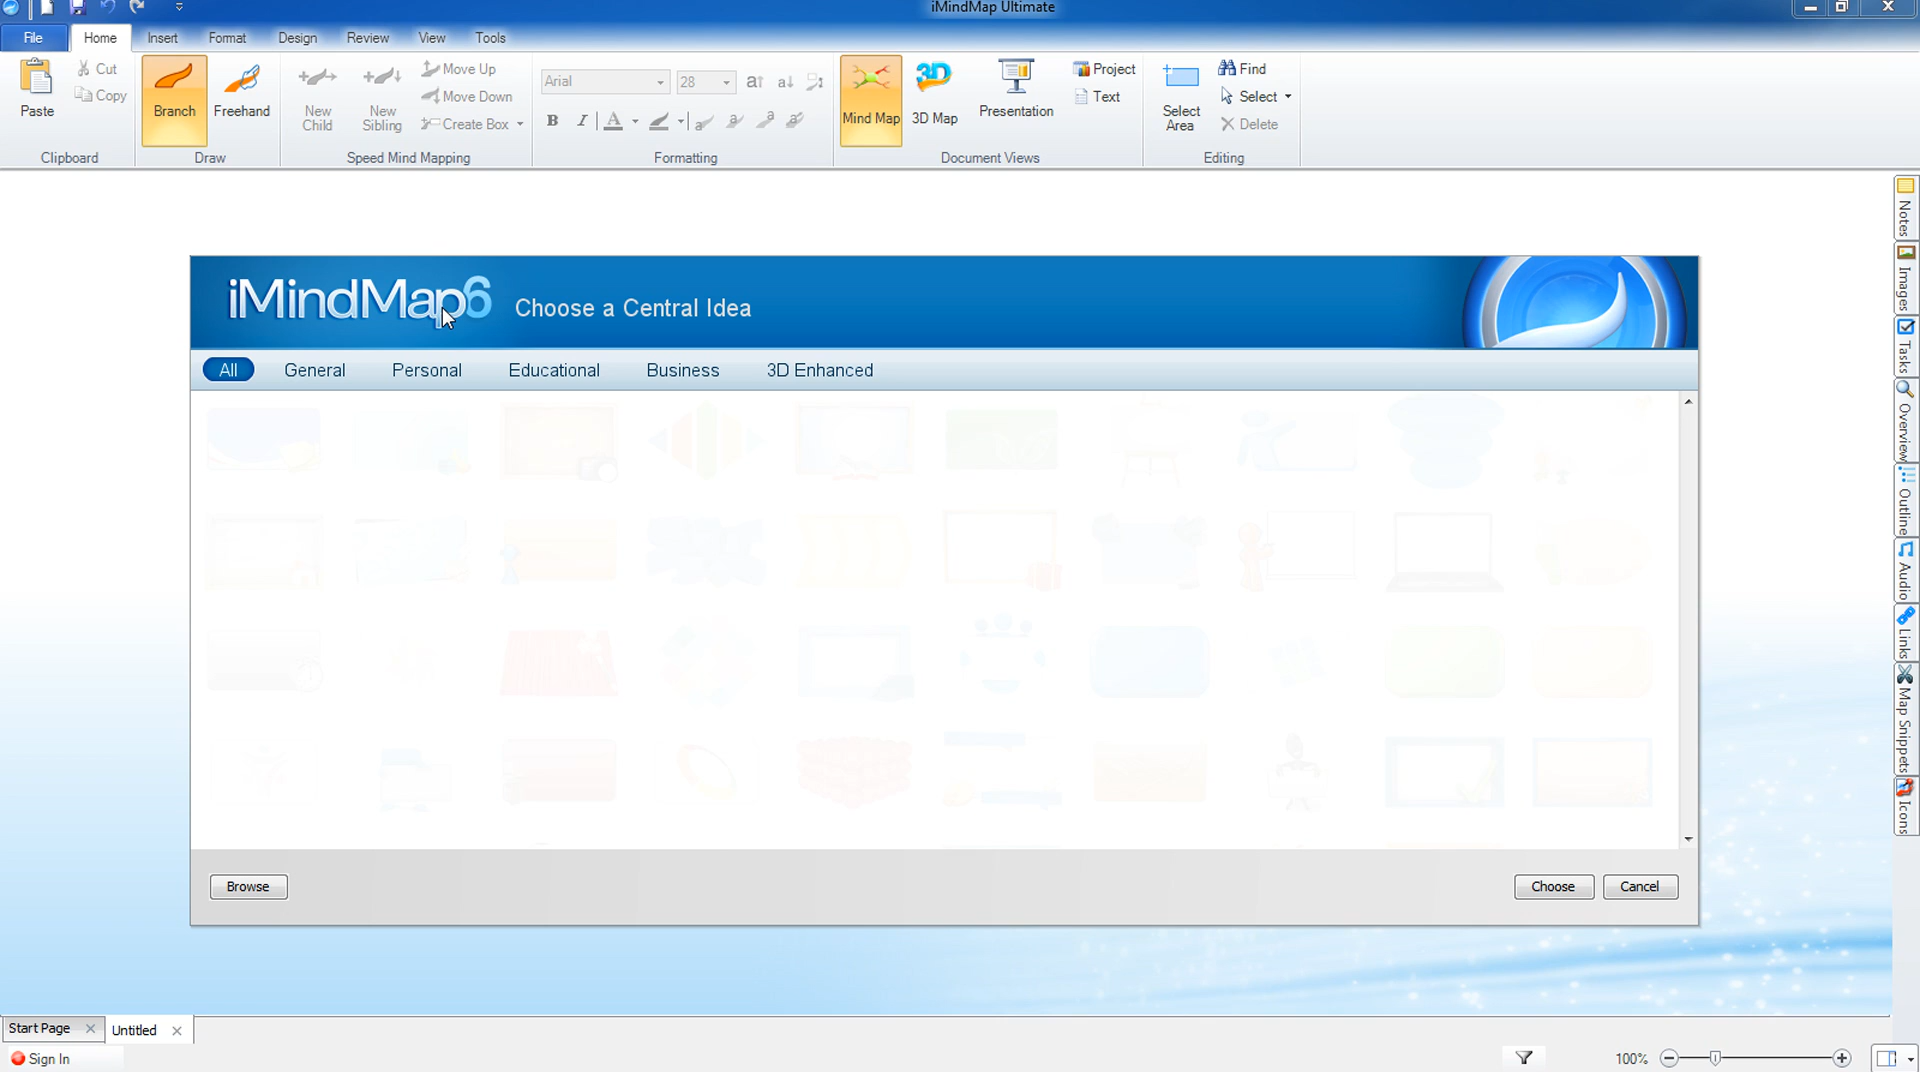 iMindMap Ultimate
File Home Insert Format Design Review View Tools
Paste
Cut
Copy
Clipboard
Branch
Freehand
Draw
New Child
New Sibling
Move Up
Move Down
Create Box
Speed Mind Mapping
Arial 28
B I A
Formatting
Mind Map
3D Map
Presentation
Project
Text
Document Views
Select Area
Find
Select
Delete
Editing
iMindMap6 Choose a Central Idea
All General Personal Educational Business 3D Enhanced
Browse Choose Cancel
Notes
Images
Tasks
Overview
Outline
Audio
Links
Map Snippets
Icons
Start Page Untitled
Sign In 100%